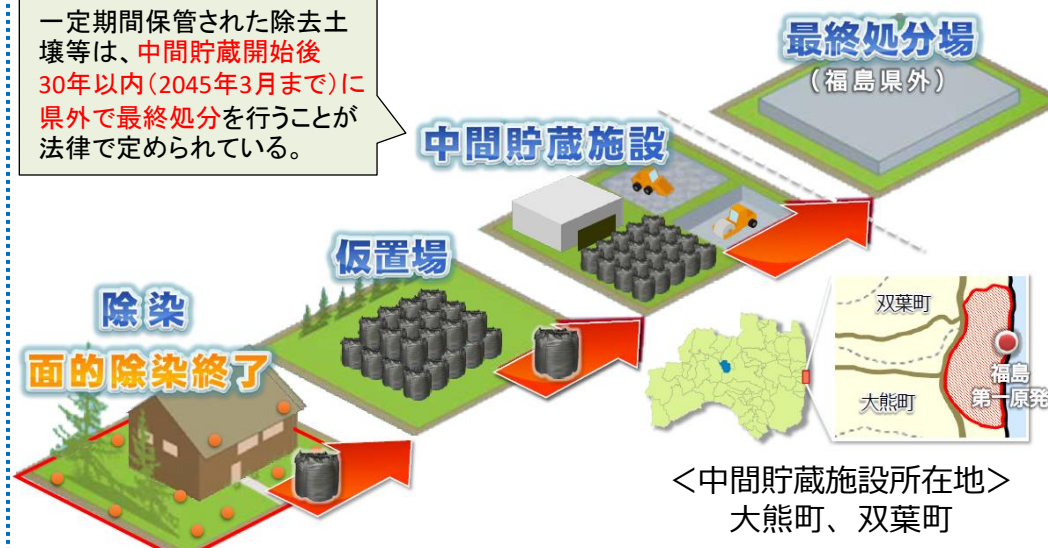 一定期間保管された除去土
壌等は、中間貯蔵開始後
30年以内(2045年3月まで)に
県外で最終処分を行うことが
法律で定められている。
最終処分場
(福島県外)
中間貯蔵施設
仮置場
除染
面的除染終了
双葉町
福島
第一原発
大熊町
<中間貯蔵施設所在地>
大熊町、双葉町